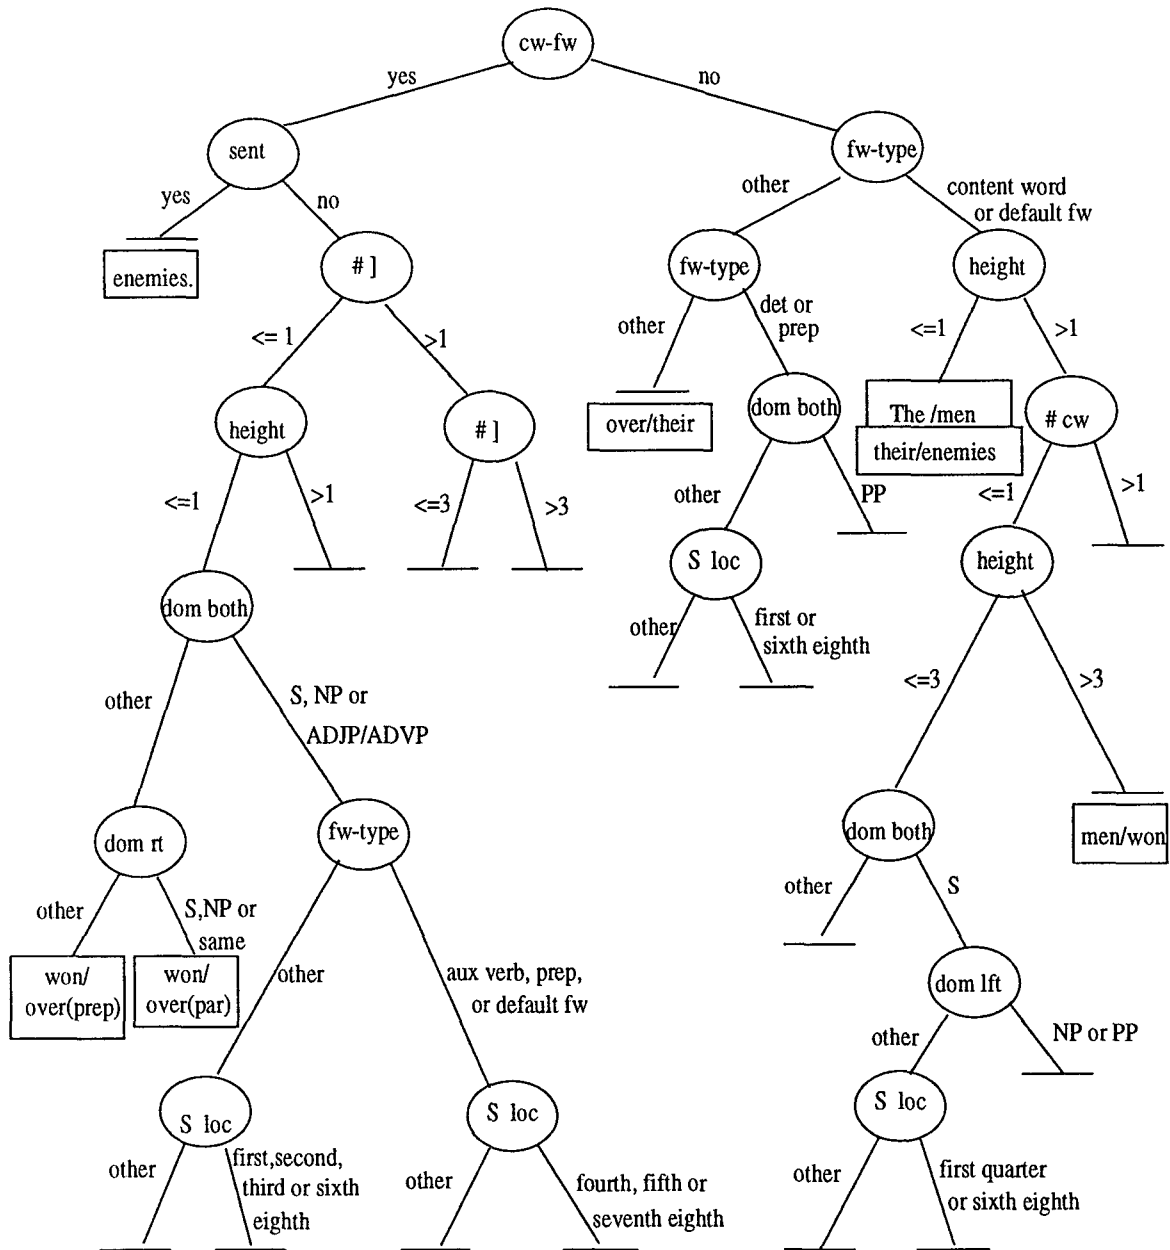 cw-fw
yes
no
sent
fw-type
yes
no
other
content word
or default fw
enemies.
# ]
fw-type
height
<= 1
>1
other
det or
prep
<=1
>1
height
# ]
over/their
dom both
The /men
their/enemies
# cw
<=1
>1
<=3
>3
other
PP
<=1
>1
dom both
S loc
height
other
first or
sixth eighth
other
S, NP or
ADJP/ADVP
<=3
>3
dom rt
fw-type
dom both
men/won
other
S,NP or
same
other
S
won/
over(prep)
won/
over(par)
other
aux verb, prep,
or default fw
dom lft
other
NP or PP
S loc
S loc
S loc
other
first,second,
third or sixth
eighth
other
fourth, fifth or
seventh eighth
other
first quarter
or sixth eighth